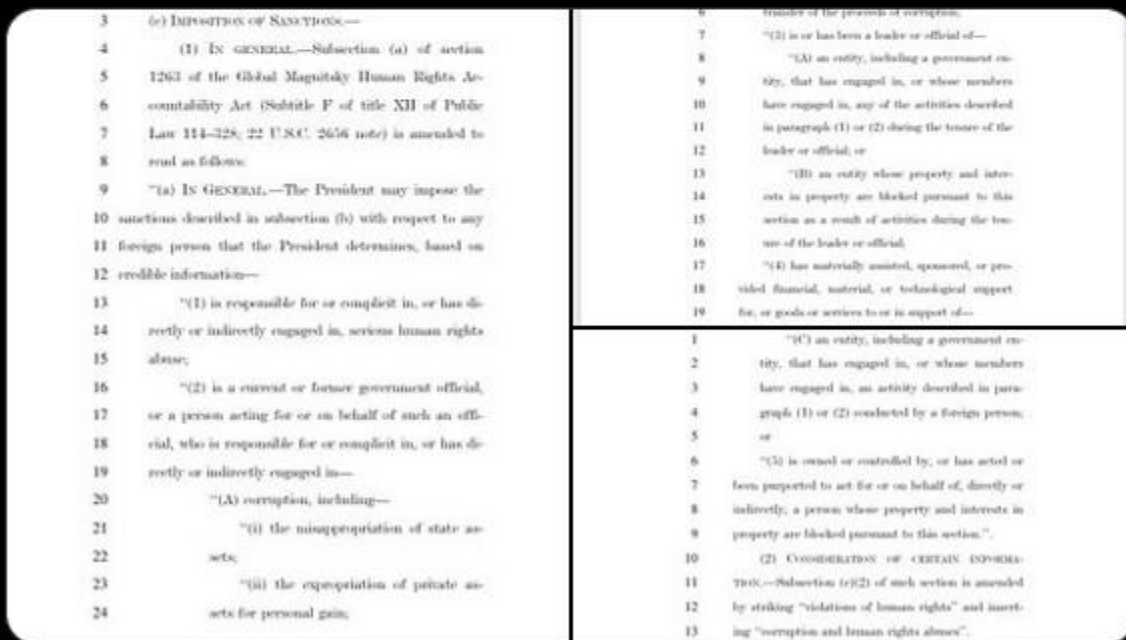 3 (c) IMPOSITION OF SANCTIONS.—
4 (1) IN GENERAL.—Subsection (a) of section
5 1263 of the Global Magnitsky Human Rights Ac-
6 countability Act (Subtitle F of title XII of Public
7 Law 114–328; 22 U.S.C. 2656 note) is amended to
8 read as follows:
9 “(a) IN GENERAL.—The President may impose the
10 sanctions described in subsection (b) with respect to any
11 foreign person that the President determines, based on
12 credible information—
13 “(1) is responsible for or complicit in, or has di-
14 rectly or indirectly engaged in, serious human rights
15 abuse;
16 “(2) is a current or former government official,
17 or a person acting for or on behalf of such an offi-
18 cial, who is responsible for or complicit in, or has di-
19 rectly or indirectly engaged in—
20 “(A) corruption, including—
21 “(i) the misappropriation of state as-
22 sets;
23 “(ii) the expropriation of private as-
24 sets for personal gain;
6 transfer of the proceeds of corruption;
7 “(3) is or has been a leader or official of—
8 “(A) an entity, including a government en-
9 tity, that has engaged in, or whose members
10 have engaged in, any of the activities described
11 in paragraph (1) or (2) during the tenure of the
12 leader or official; or
13 “(B) an entity whose property and inter-
14 ests in property are blocked pursuant to this
15 section as a result of activities during the ten-
16 ure of the leader or official;
17 “(4) has materially assisted, sponsored, or pro-
18 vided financial, material, or technological support
19 for, or goods or services to or in support of—
1 “(C) an entity, including a government en-
2 tity, that has engaged in, or whose members
3 have engaged in, an activity described in para-
4 graph (1) or (2) conducted by a foreign person;
5 or
6 “(5) is owned or controlled by, or has acted or
7 been purported to act for or on behalf of, directly or
8 indirectly, a person whose property and interests in
9 property are blocked pursuant to this section.”.
10 (2) CONSIDERATION OF CERTAIN INFORMA-
11 TION.—Subsection (c)(2) of such section is amended
12 by striking “violations of human rights” and insert-
13 ing “corruption and human rights abuses”.